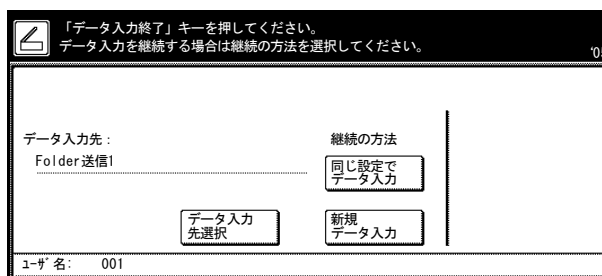 「データ入力終了」キーを押してください。
データ入力を継続する場合は継続の方法を選択してください。
'05
データ入力先：
継続の方法
Folder送信1
同じ設定で
データ入力
データ入力
先選択
新規
データ入力
ﾕｰｻﾞ名： 001